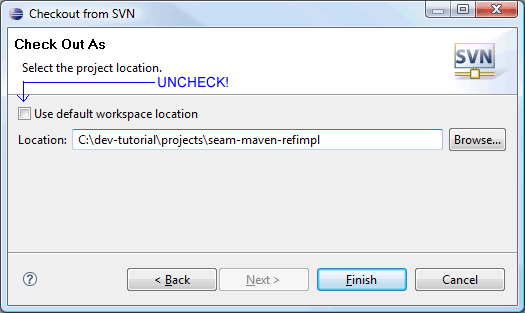 Checkout from SVN
Check Out As
Select the project location.
SVN
UNCHECK!
Use default workspace location
Location: C:\dev-tutorial\projects\seam-maven-refimpl Browse...
? < Back Next > Finish Cancel